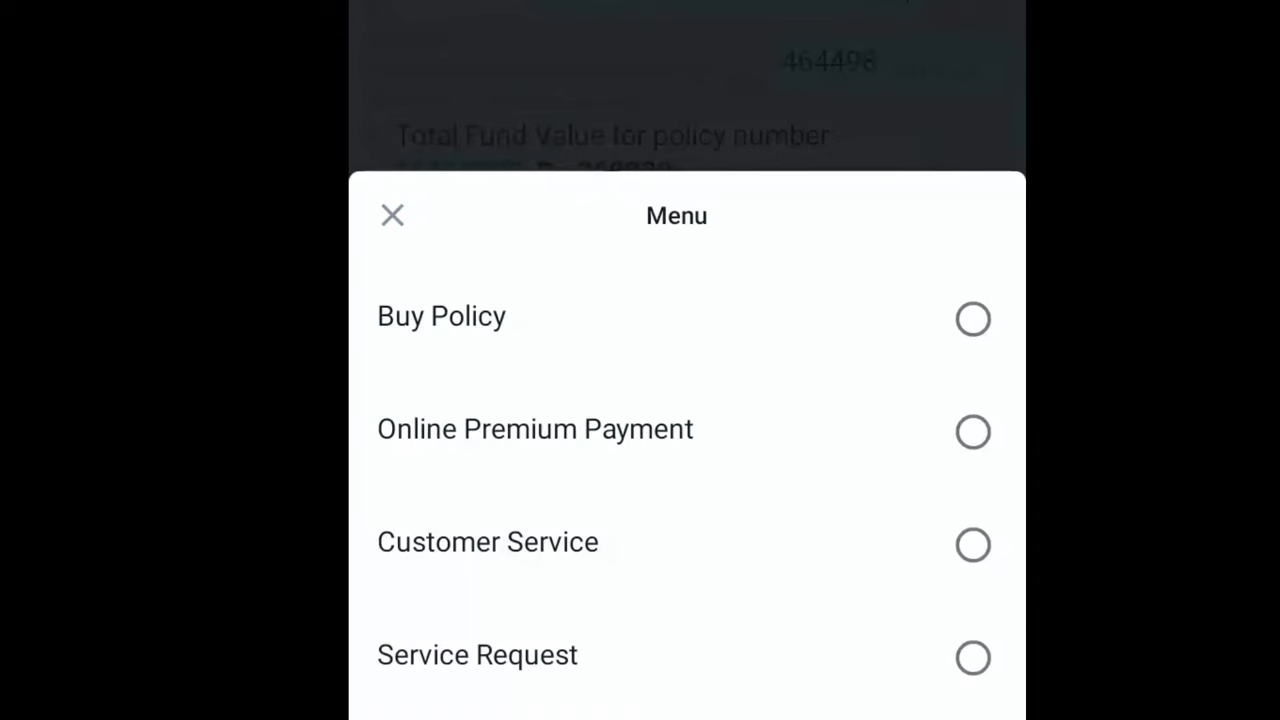 464498
Total Fund Value for policy number
Menu
Buy Policy
Online Premium Payment
Customer Service
Service Request